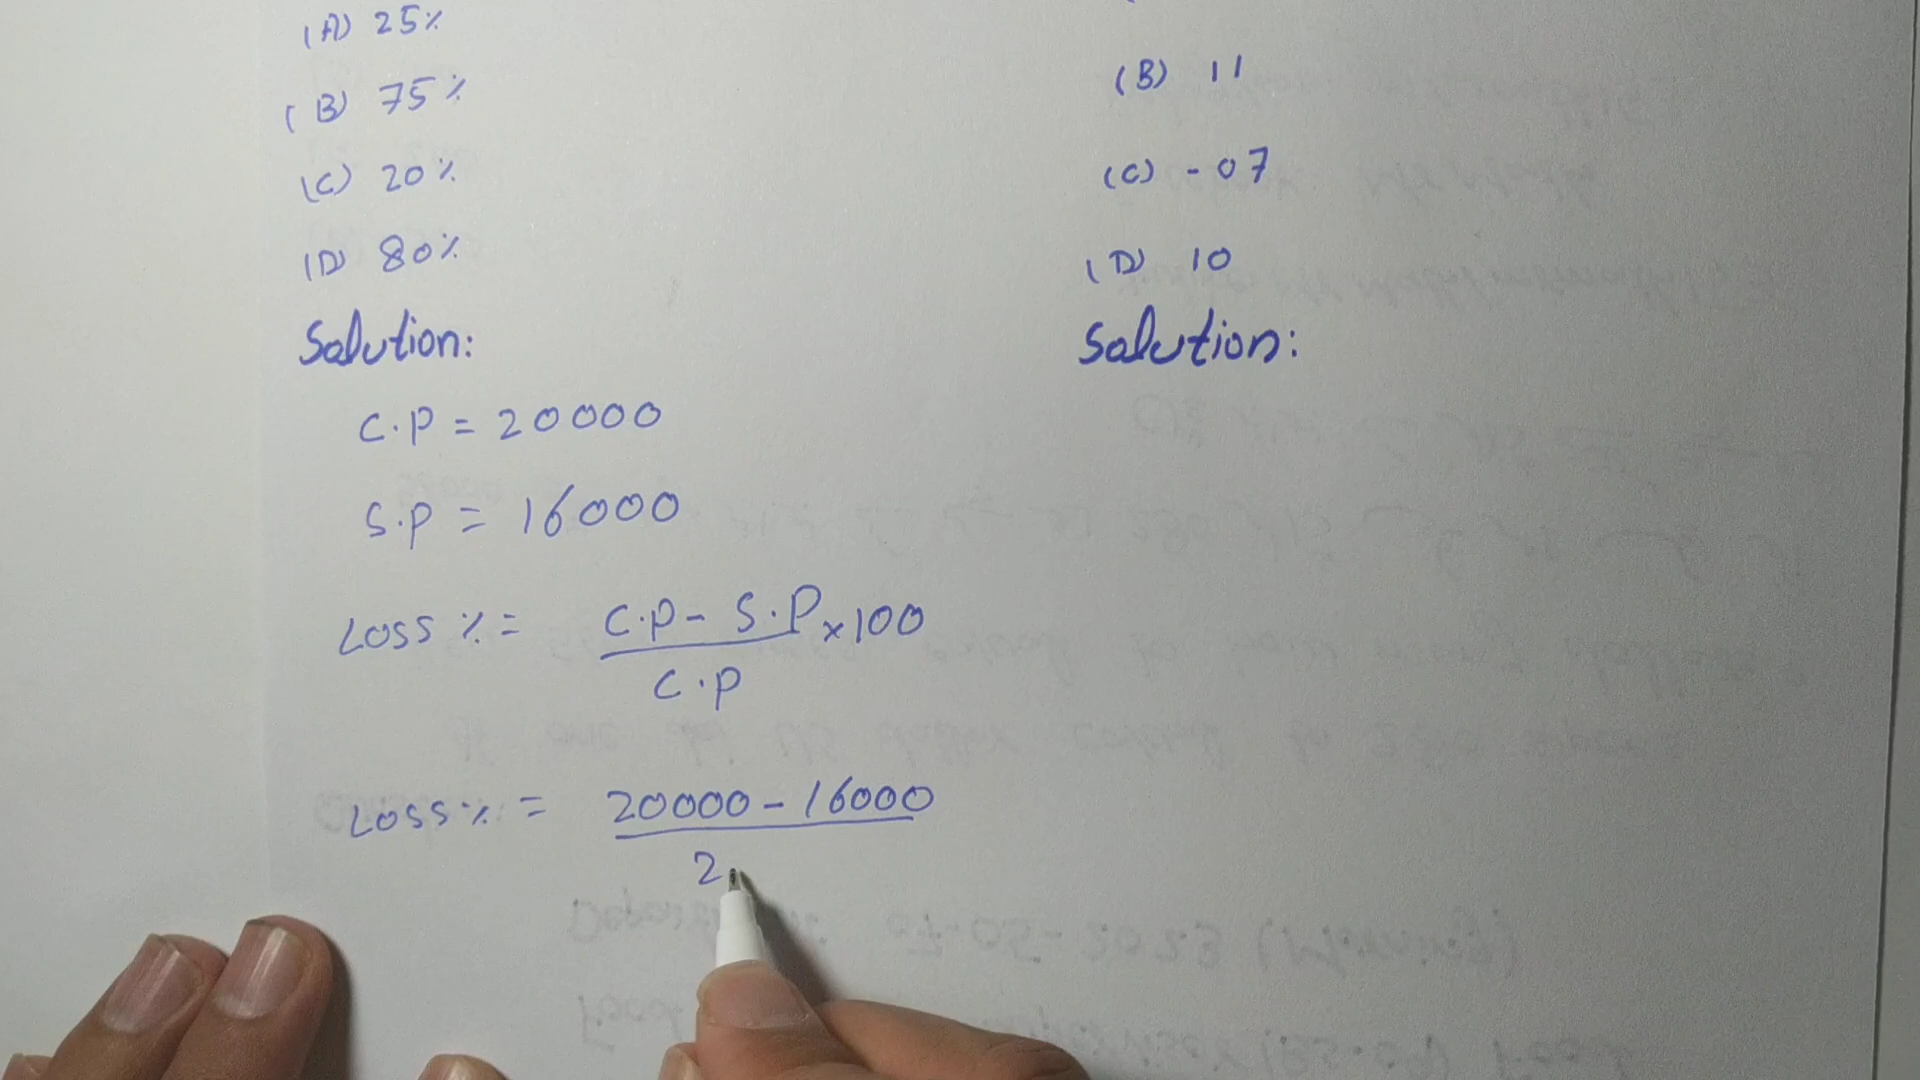 (A) 25%
(B) 75%
(C) 20%
(D) 80%
Solution:
C.P = 20000
S.P = 16000
Loss % = C.P - S.P x 100
C.P
Loss % = 20000 - 16000
2
(B) 11
(C) - 07
(D) 10
Solution: